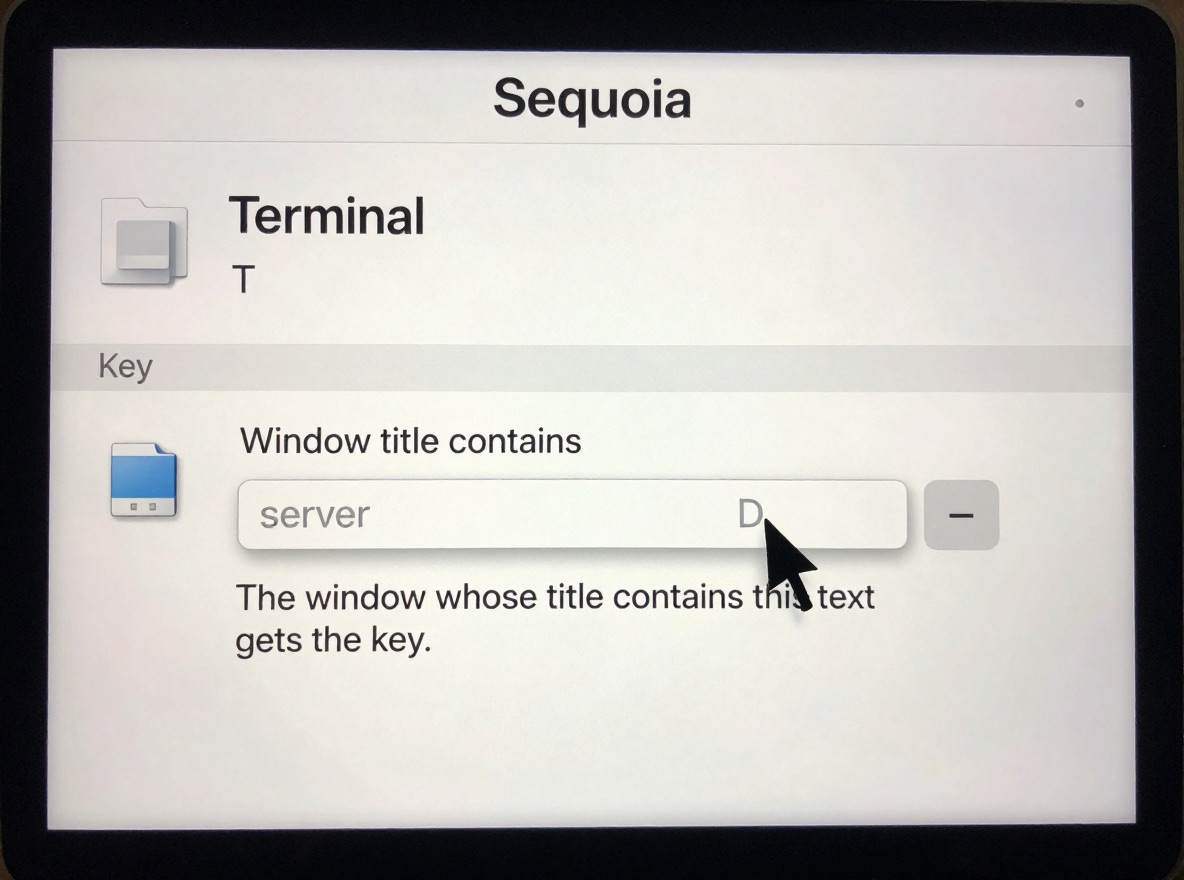 Sequoia
Terminal
T
Key
Window title contains
server D
The window whose title contains this text
gets the key.